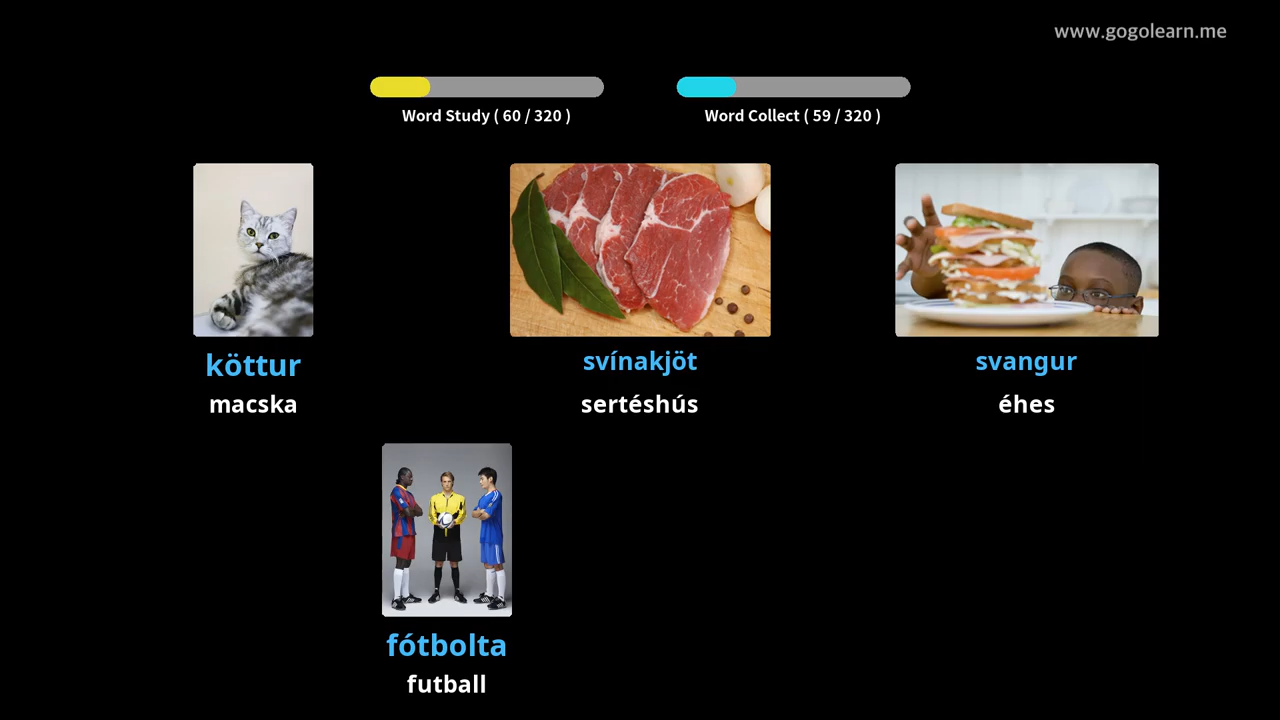 www.gogolearn.me
Word Study ( 60 / 320 )
Word Collect ( 59 / 320 )
köttur
macska
svínakjöt
sertéshús
svangur
éhes
fótbolta
futball